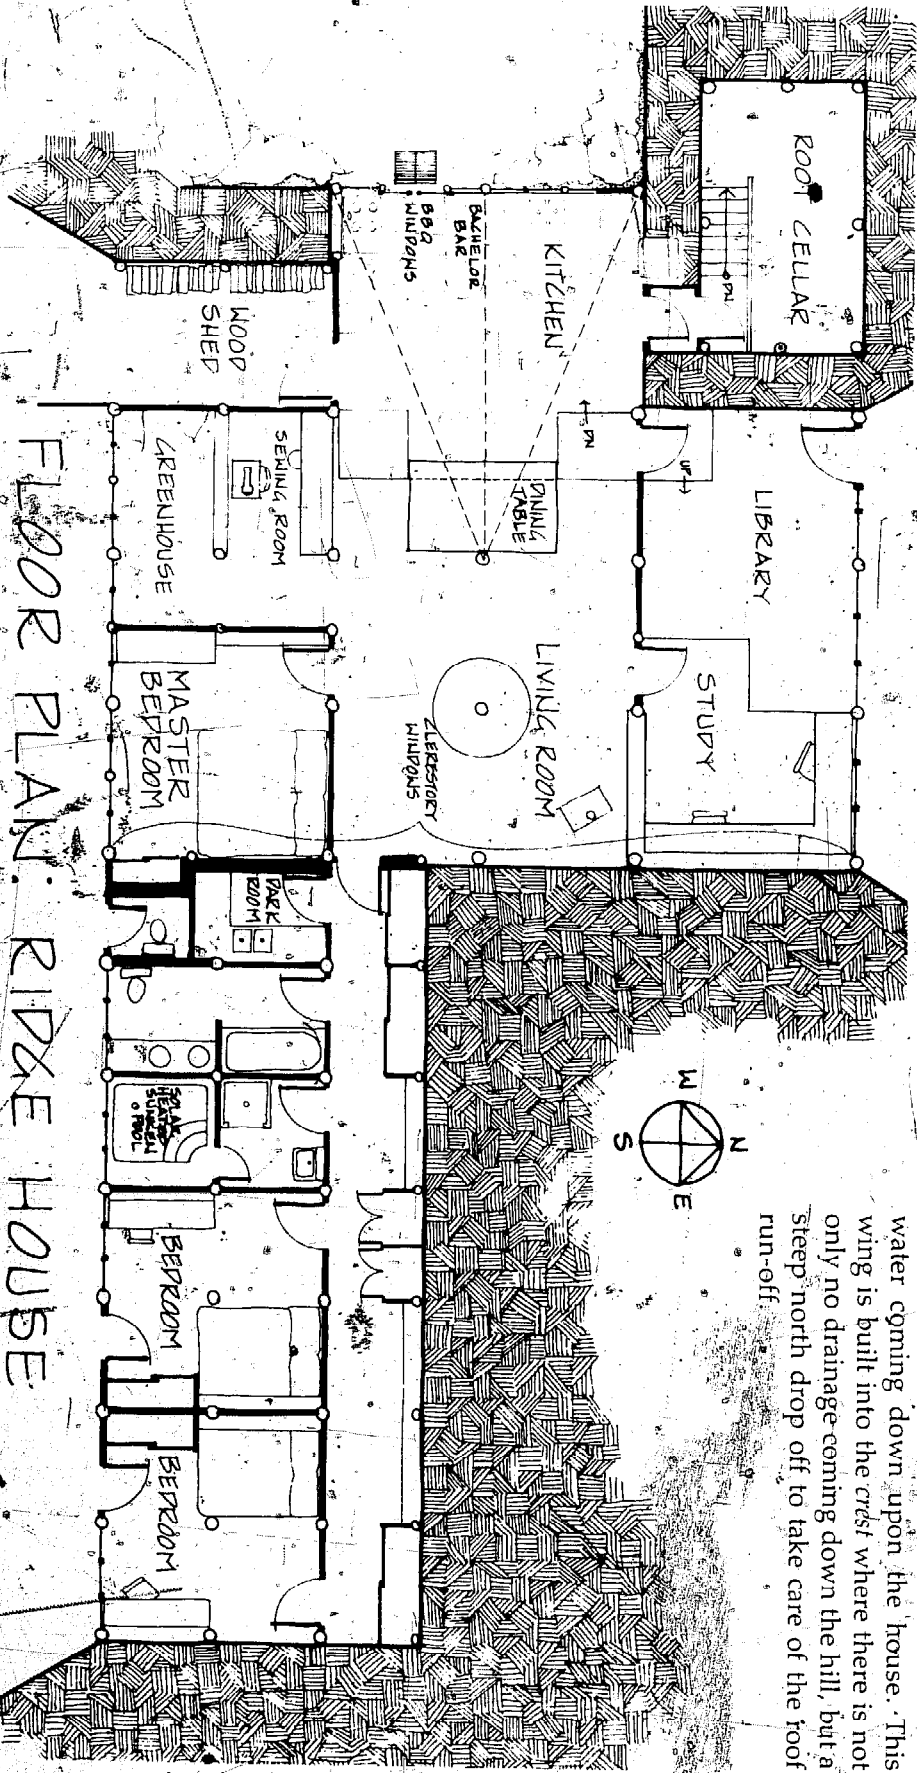 water coming down upon the house. This
wing is built into the crest where there is not
only no drainage coming down the hill, but a
steep north drop off to take care of the roof
run-off.
ROOT CELLAR
DN
LIBRARY
UP
STUDY
N
W
E
S
KITCHEN
BACHELOR
BAR
BBQ
WINDOWS
DN
DINING
TABLE
LIVING ROOM
CLERESTORY
WINDOWS
WOOD
SHED
SEWING ROOM
GREENHOUSE
MASTER
BEDROOM
DARK
ROOM
SOLAR
HEATED
SUNKEN
POOL
BEDROOM
BEDROOM
FLOOR PLAN: RIDGE HOUSE